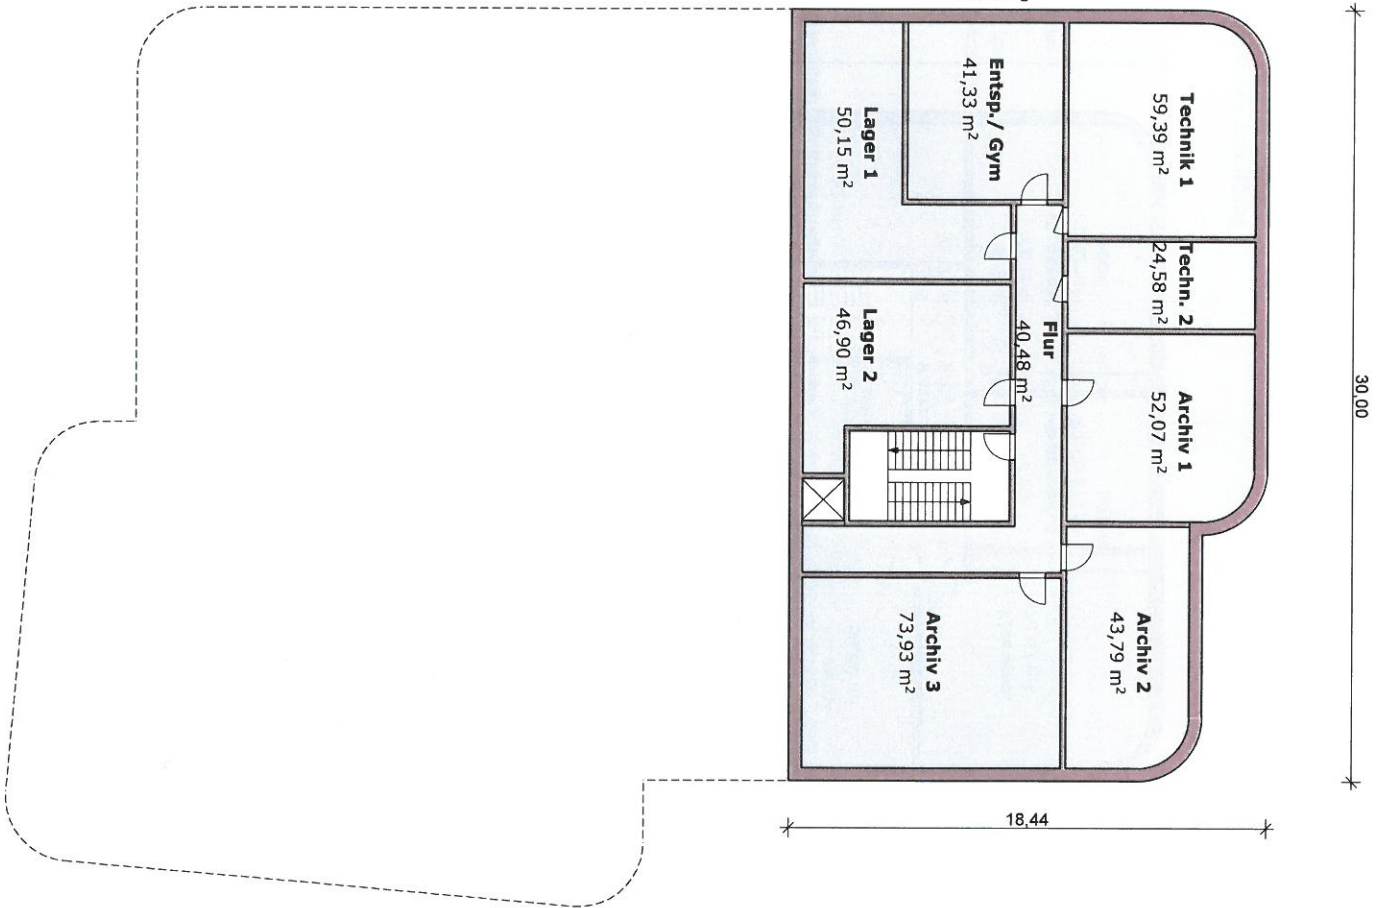 Technik 1
59,39 m²
Entsp./ Gym
41,33 m²
Lager 1
50,15 m²
Techn. 2
24,58 m²
Flur
40,48 m²
Lager 2
46,90 m²
Archiv 1
52,07 m²
Archiv 2
43,79 m²
Archiv 3
73,93 m²
30,00
18,44